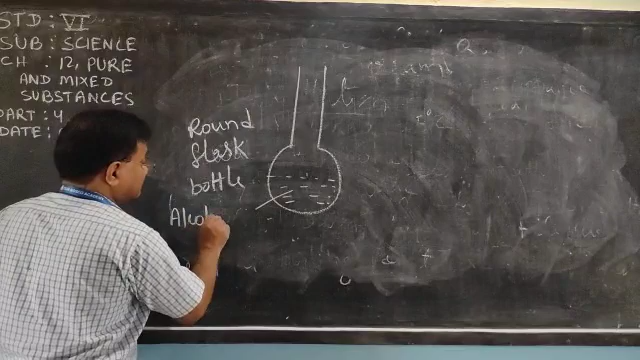 STD : VI
SUB : SCIENCE
CH : 12, PURE
AND MIXED
SUBSTANCES
PART : 4
DATE :
Round
flask
bottle
Alco